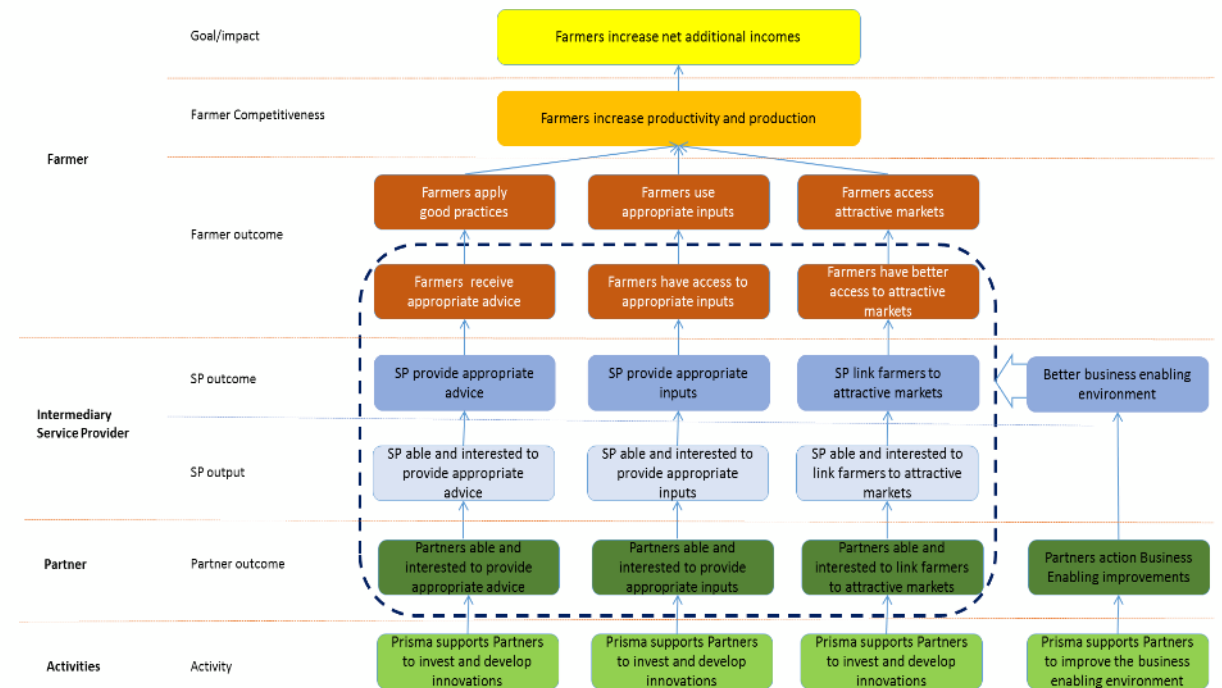 Goal/impact
Farmers increase net additional incomes
Farmer Competitiveness
Farmers increase productivity and production
Farmer
Farmer outcome
Farmers apply
good practices
Farmers use
appropriate inputs
Farmers access
attractive markets
Farmers receive
appropriate advice
Farmers have access to
appropriate inputs
Farmers have better
access to attractive
markets
Intermediary
Service Provider
SP outcome
SP provide appropriate
advice
SP provide appropriate
inputs
SP link farmers to
attractive markets
Better business enabling
environment
SP output
SP able and interested to
provide appropriate
advice
SP able and interested to
provide appropriate
inputs
SP able and interested to
link farmers to attractive
markets
Partner
Partner outcome
Partners able and
interested to provide
appropriate advice
Partners able and
interested to provide
appropriate inputs
Partners able and
interested to link farmers
to attractive markets
Partners action Business
Enabling improvements
Activities
Activity
Prisma supports Partners
to invest and develop
innovations
Prisma supports Partners
to invest and develop
innovations
Prisma supports Partners
to invest and develop
innovations
Prisma supports Partners
to improve the business
enabling environment